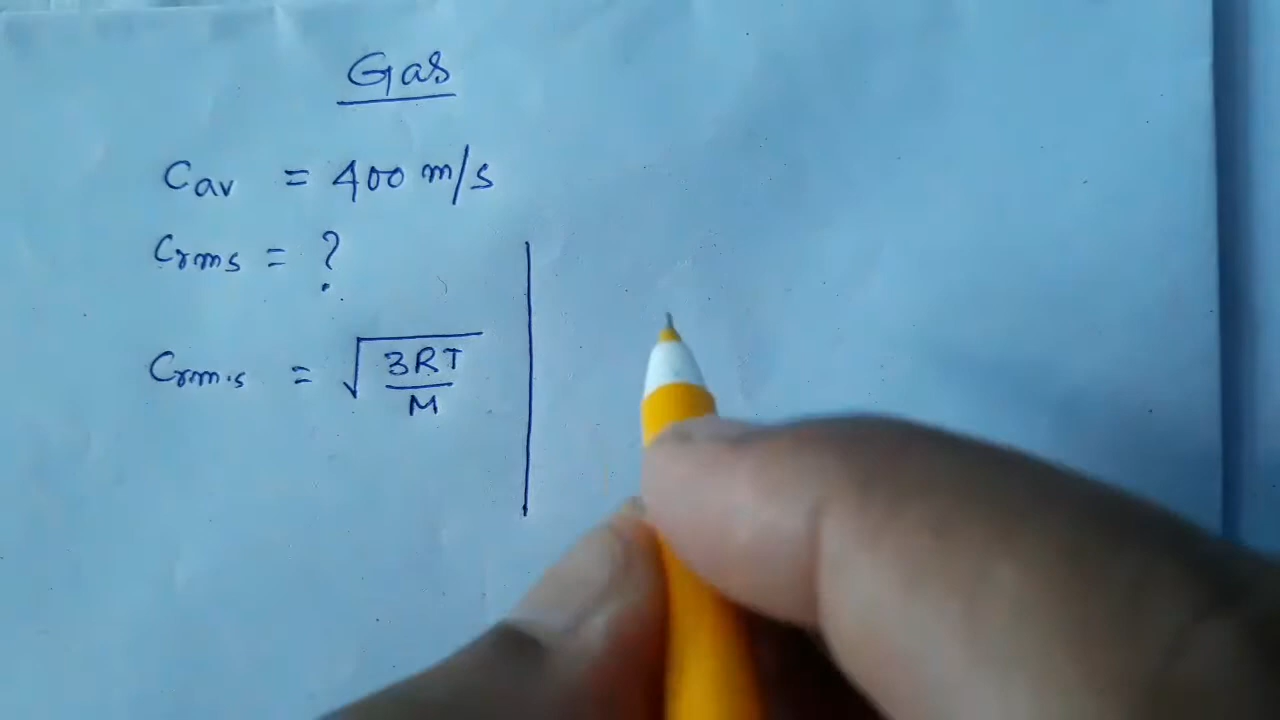 Gas
Cav = 400 m/s
Crms = ?
Crm.s = √3RT/M